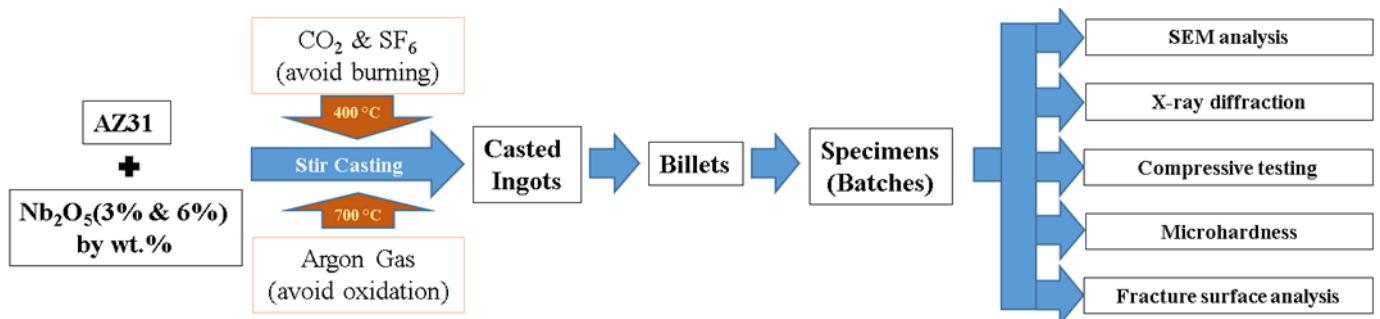 AZ31
+
Nb₂O₅(3% & 6%)
by wt.%
CO₂ & SF₆
(avoid burning)
400 °C
Stir Casting
700 °C
Argon Gas
(avoid oxidation)
Casted
Ingots
Billets
Specimens
(Batches)
SEM analysis
X-ray diffraction
Compressive testing
Microhardness
Fracture surface analysis